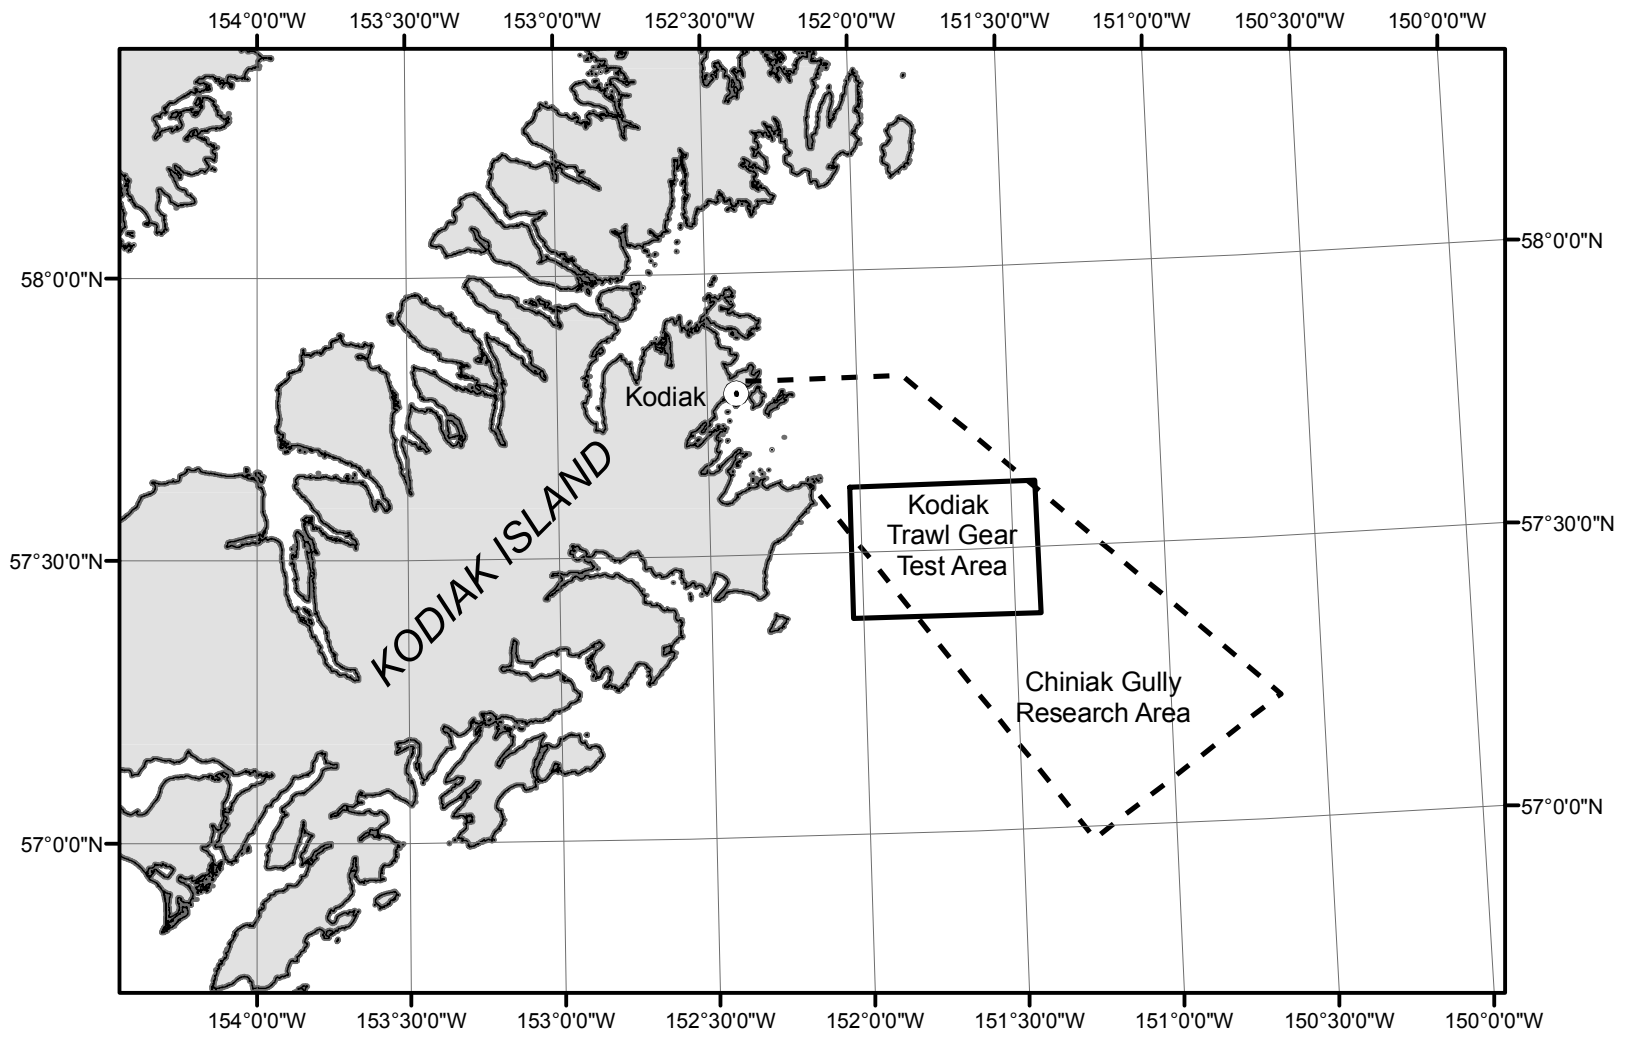 154°0'0"W 153°30'0"W 153°0'0"W 152°30'0"W 152°0'0"W 151°30'0"W 151°0'0"W 150°30'0"W 150°0'0"W
58°0'0"N
58°0'0"N
Kodiak
KODIAK ISLAND
Kodiak
Trawl Gear
Test Area
57°30'0"N
57°30'0"N
Chiniak Gully
Research Area
57°0'0"N
57°0'0"N
154°0'0"W 153°30'0"W 153°0'0"W 152°30'0"W 152°0'0"W 151°30'0"W 151°0'0"W 150°30'0"W 150°0'0"W